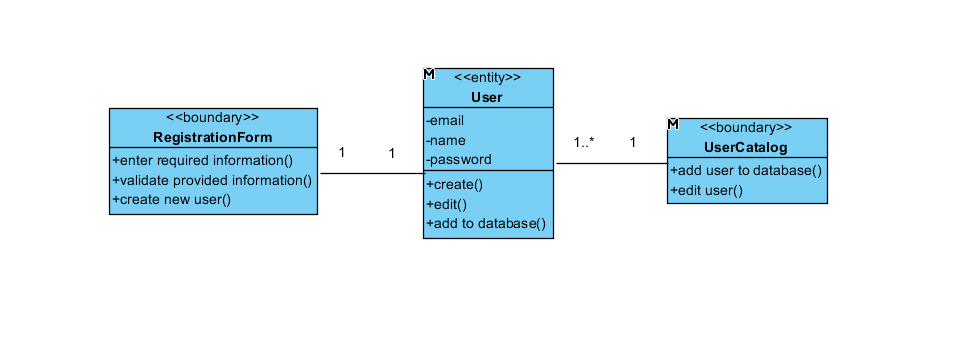 <<boundary>>
RegistrationForm
+enter required information()
+validate provided information()
+create new user()
1
1
M
<<entity>>
User
-email
-name
-password
+create()
+edit()
+add to database()
1..*
1
M
<<boundary>>
UserCatalog
+add user to database()
+edit user()